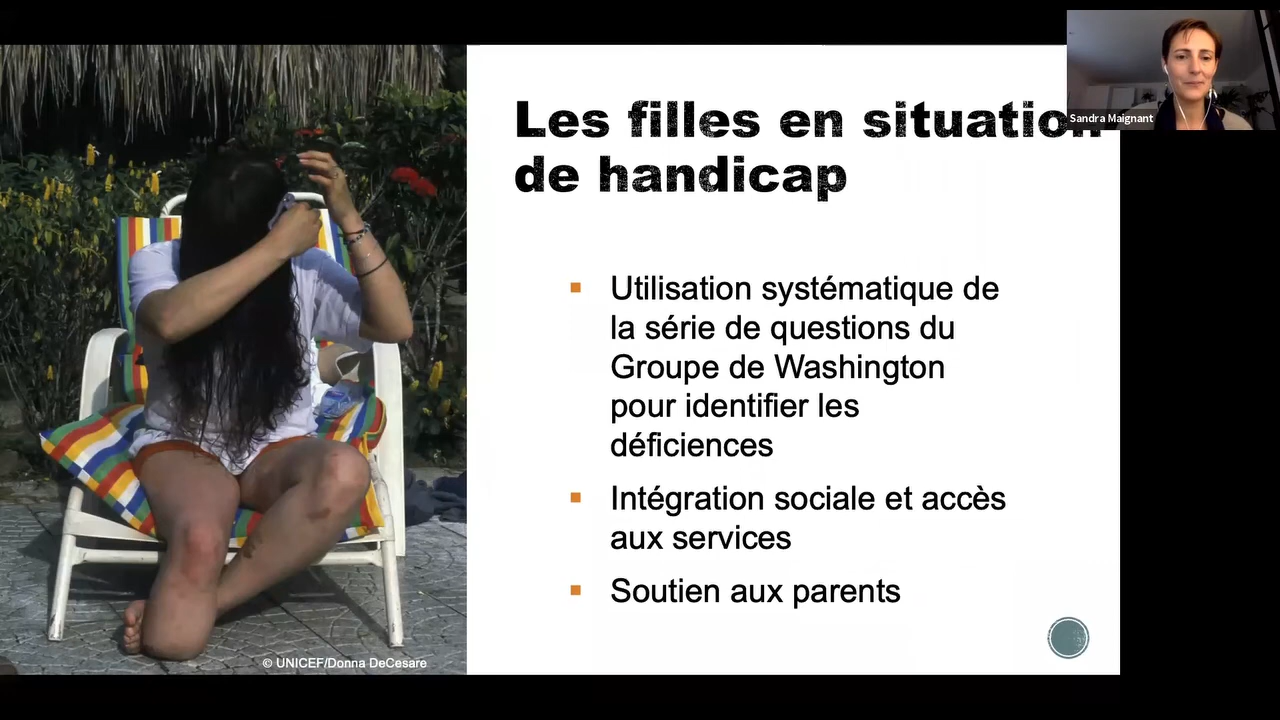 Sandra Maignant
Les filles en situation
de handicap
Utilisation systématique de
la série de questions du
Groupe de Washington
pour identifier les
déficiences
Intégration sociale et accès
aux services
Soutien aux parents
© UNICEF/Donna DeCesare